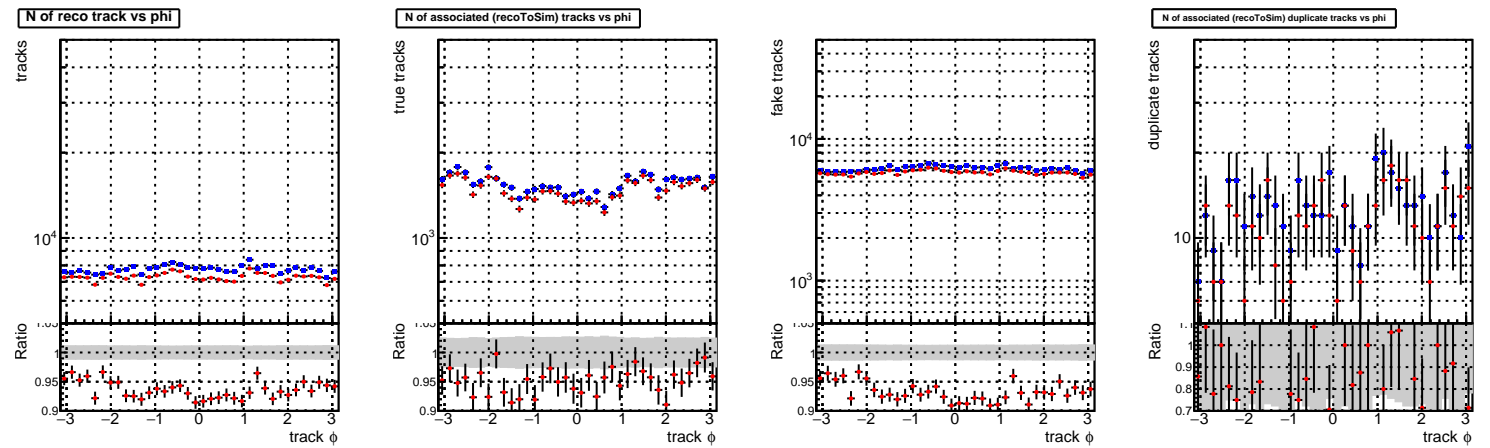 N of reco track vs phi
tracks
10^4
Ratio
1.05
1
0.95
0.9
−3 −2 −1 0 1 2 3
track ϕ
N of associated (recoToSim) tracks vs phi
true tracks
10^3
Ratio
1.05
1
0.95
0.9
−3 −2 −1 0 1 2 3
track ϕ
fake tracks
10^4
10^3
Ratio
1.05
1
0.95
0.9
−3 −2 −1 0 1 2 3
track ϕ
N of associated (recoToSim) duplicate tracks vs phi
duplicate tracks
10
Ratio
1.1
1
0.9
0.8
0.7
−3 −2 −1 0 1 2 3
track ϕ